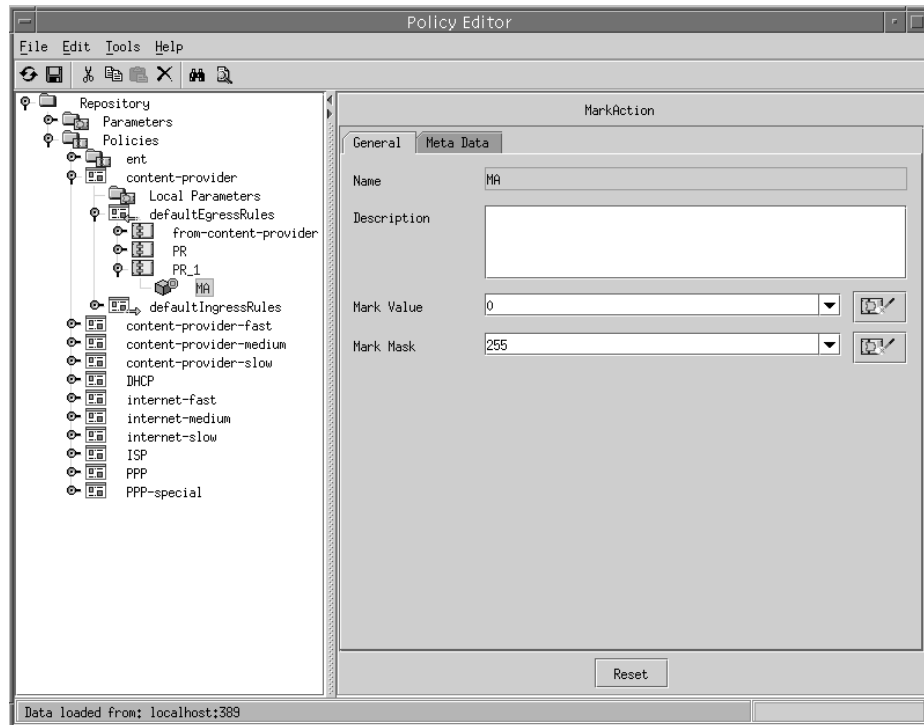 Policy Editor
File Edit Tools Help
Repository
Parameters
Policies
ent
content-provider
Local Parameters
defaultEgressRules
from-content-provider
PR
PR_1
MA
defaultIngressRules
content-provider-fast
content-provider-medium
content-provider-slow
DHCP
internet-fast
internet-medium
internet-slow
ISP
PPP
PPP-special
MarkAction
General Meta Data
Name MA
Description
Mark Value 0
Mark Mask 255
Reset
Data loaded from: localhost:389